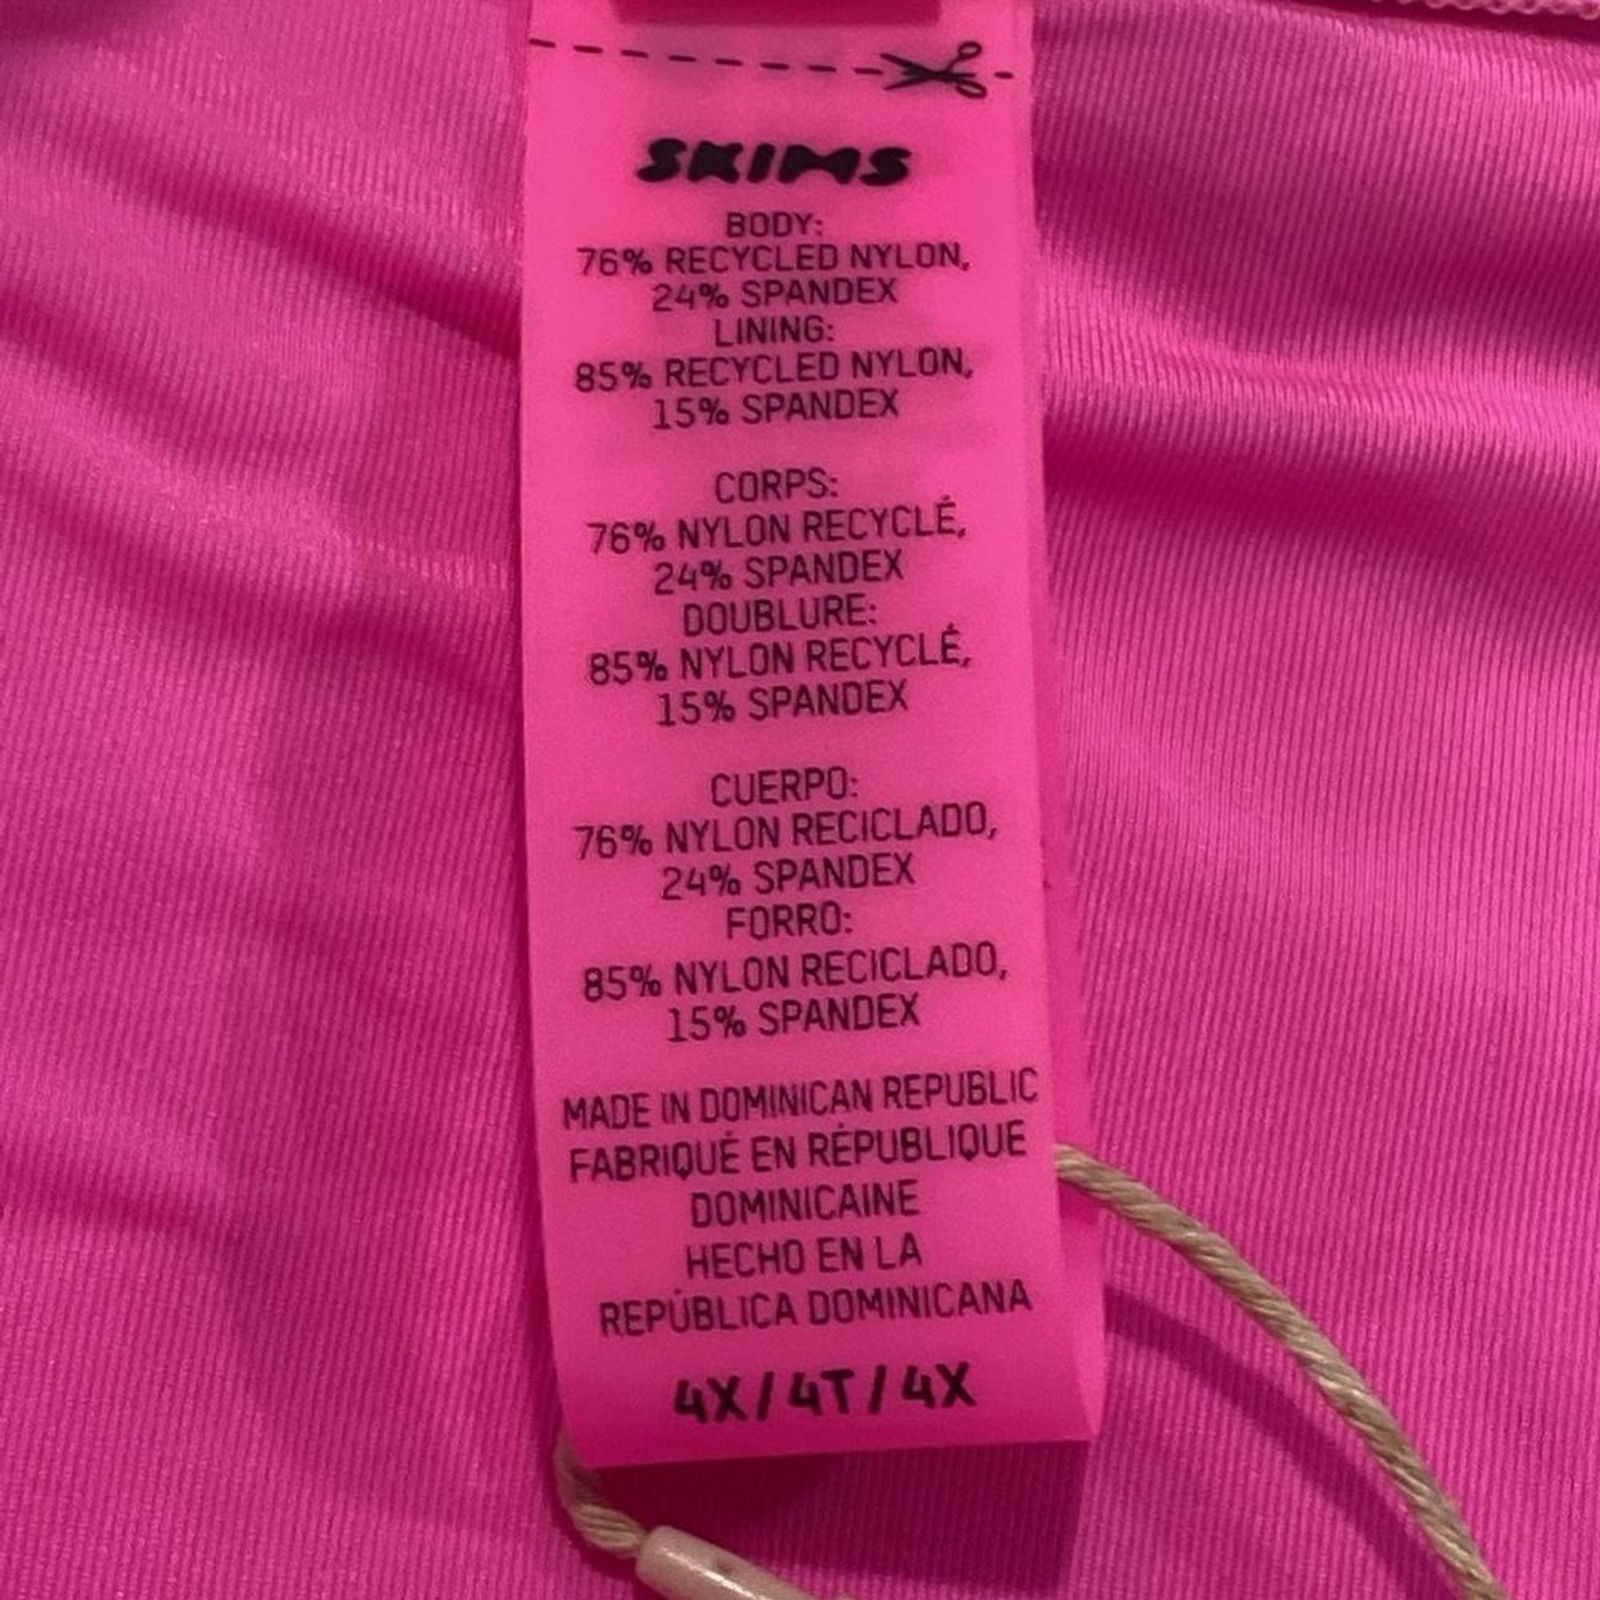 SKIMS
BODY:
76% RECYCLED NYLON,
24% SPANDEX
LINING:
85% RECYCLED NYLON,
15% SPANDEX
CORPS:
76% NYLON RECYCLÉ,
24% SPANDEX
DOUBLURE:
85% NYLON RECYCLÉ,
15% SPANDEX
CUERPO:
76% NYLON RECICLADO,
24% SPANDEX
FORRO:
85% NYLON RECICLADO,
15% SPANDEX
MADE IN DOMINICAN REPUBLIC
FABRIQUÉ EN RÉPUBLIQUE
DOMINICAINE
HECHO EN LA
REPÚBLICA DOMINICANA
4X / 4T / 4X